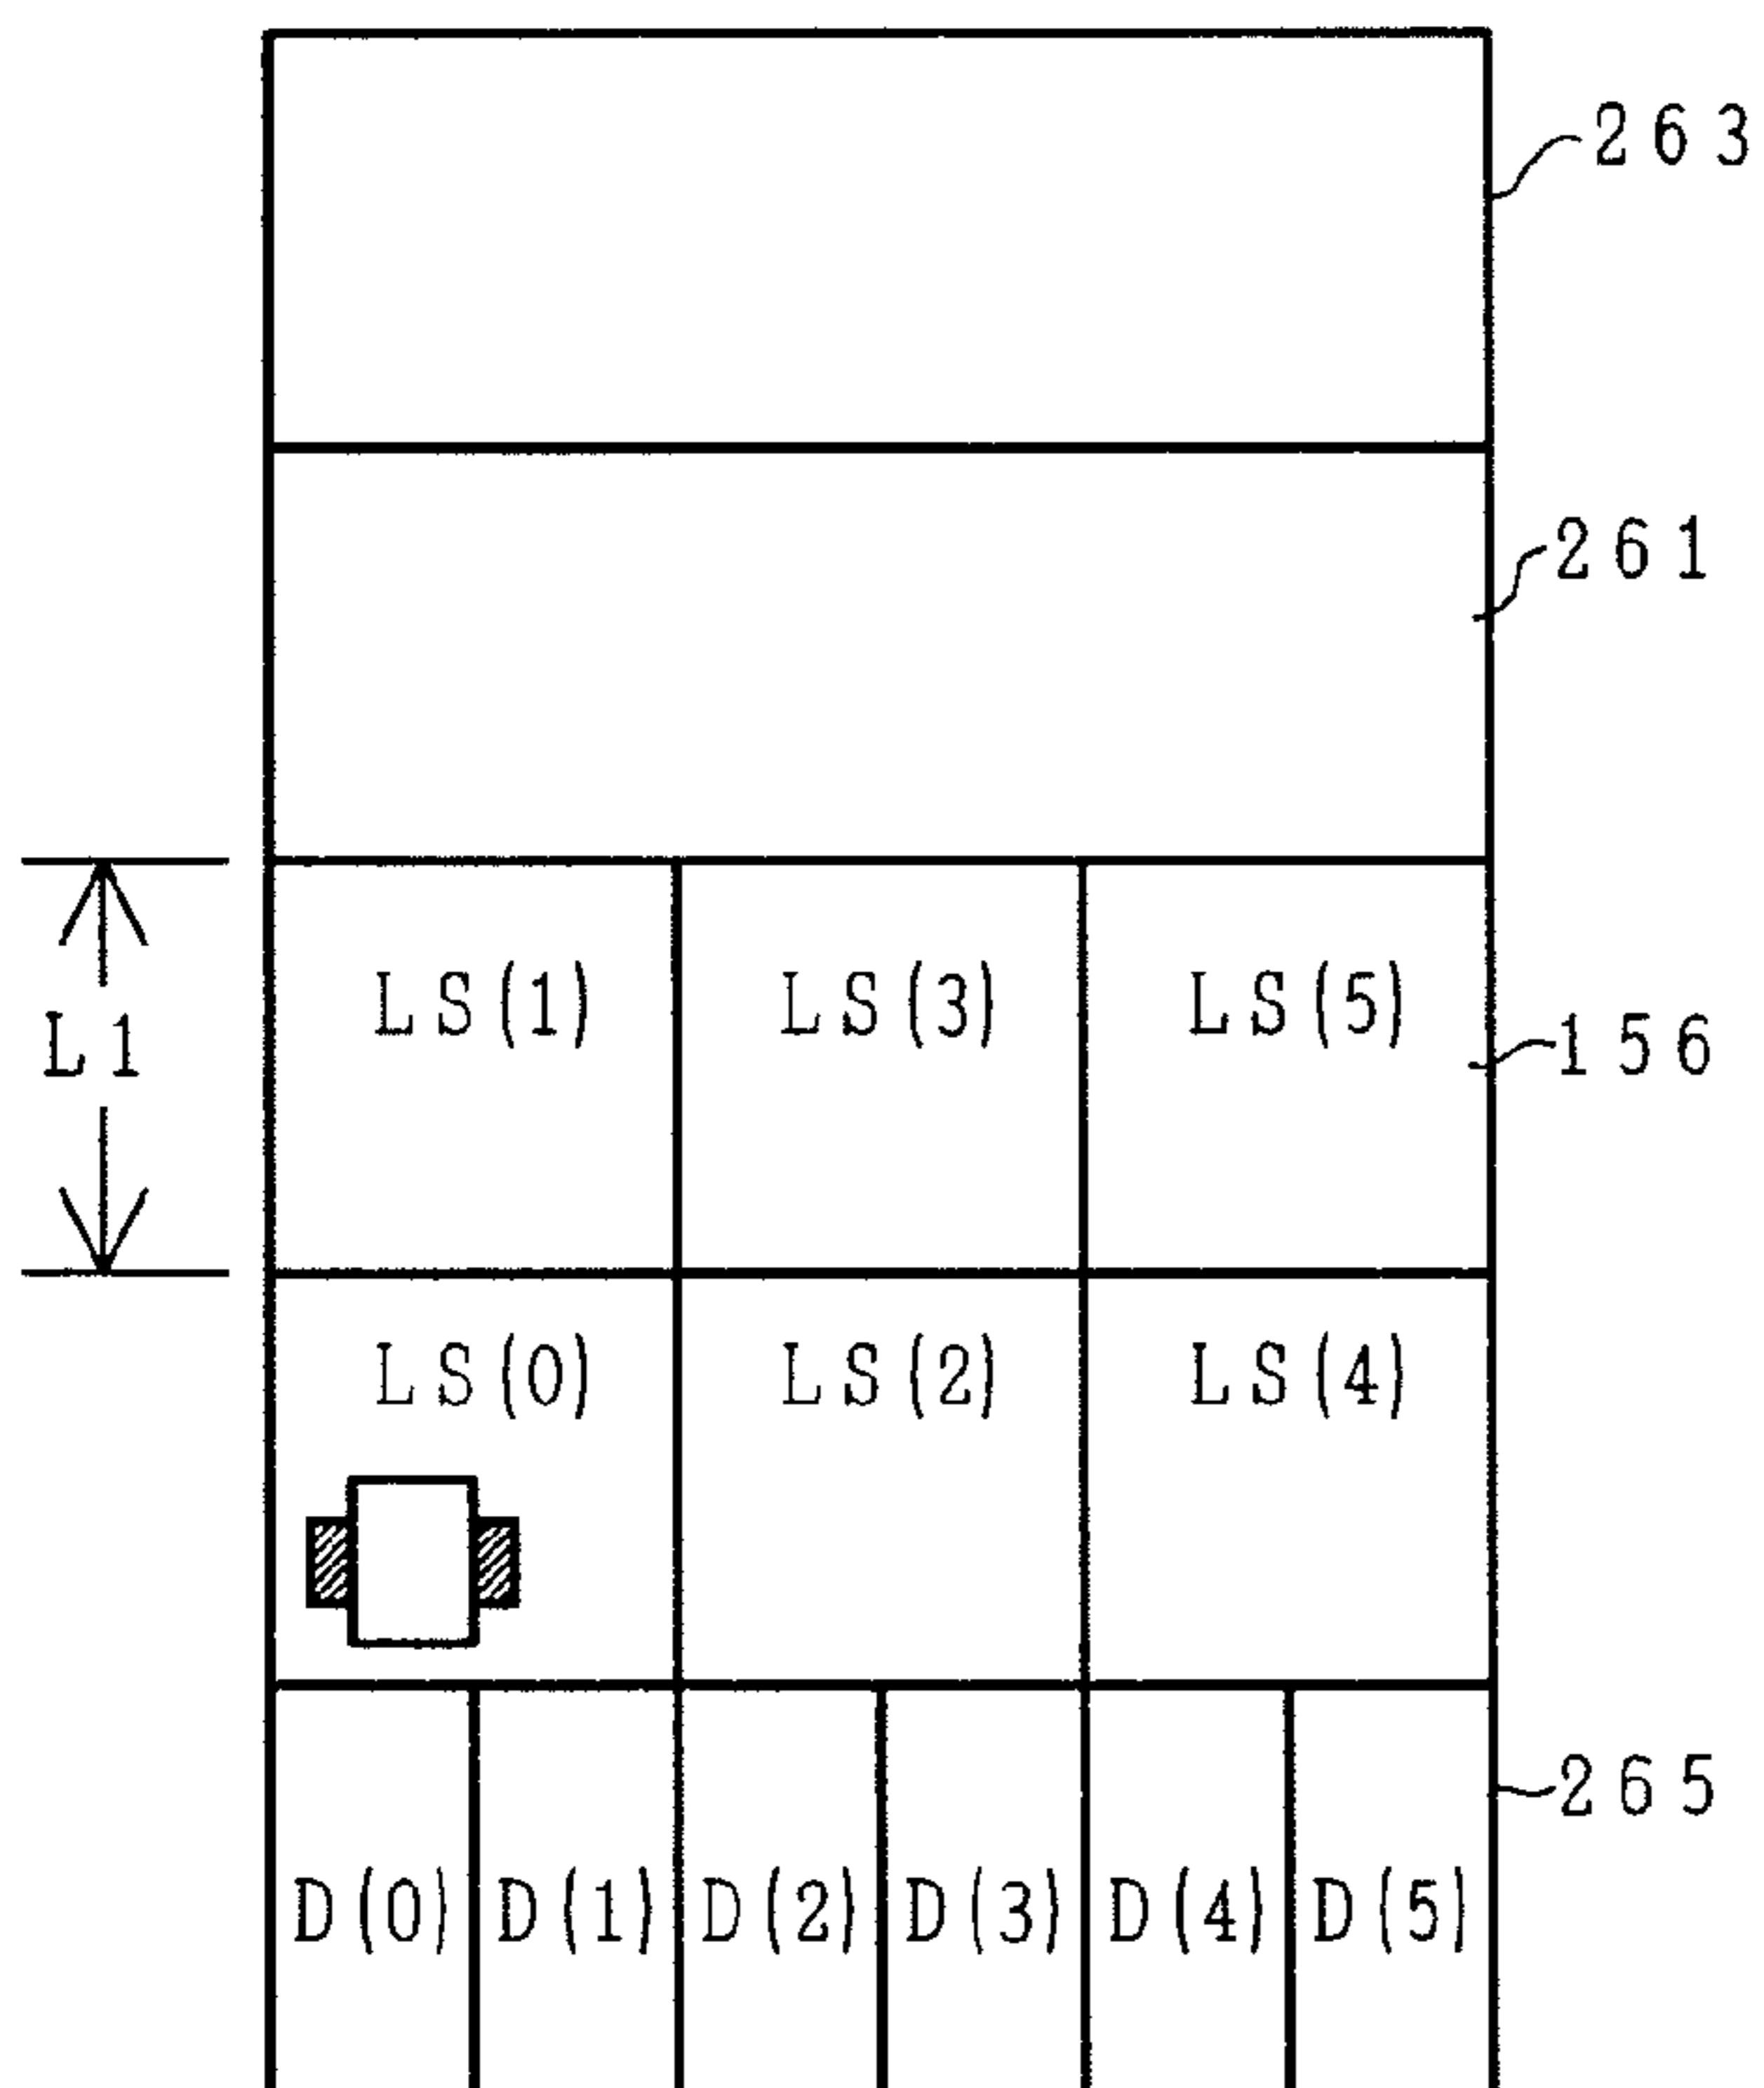 263
261
LS(1) LS(3) LS(5)
L1
156
LS(0) LS(2) LS(4)
265
D(0) D(1) D(2) D(3) D(4) D(5)